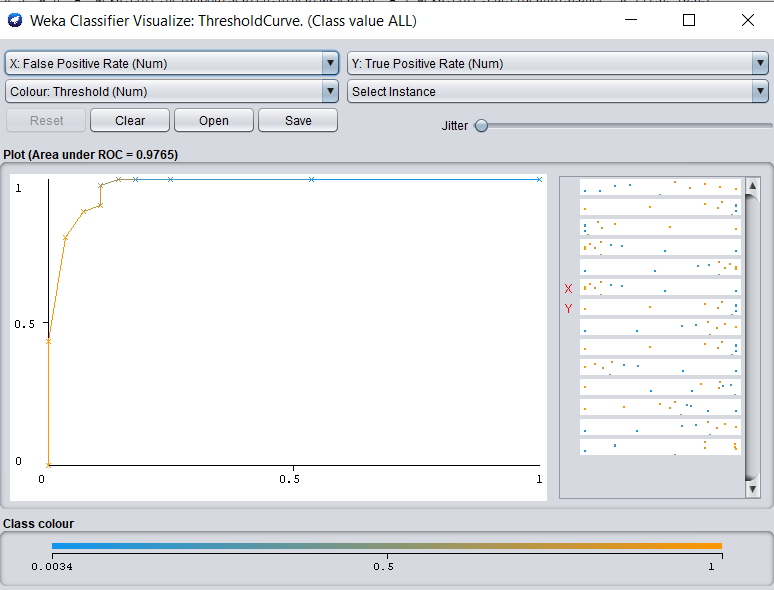 Weka Classifier Visualize: ThresholdCurve. (Class value ALL)
X: False Positive Rate (Num)
Y: True Positive Rate (Num)
Colour: Threshold (Num)
Select Instance
Reset
Clear
Open
Save
Jitter
Plot (Area under ROC = 0.9765)
1
0.5
0
0
0.5
1
X
Y
Class colour
0.0034
0.5
1